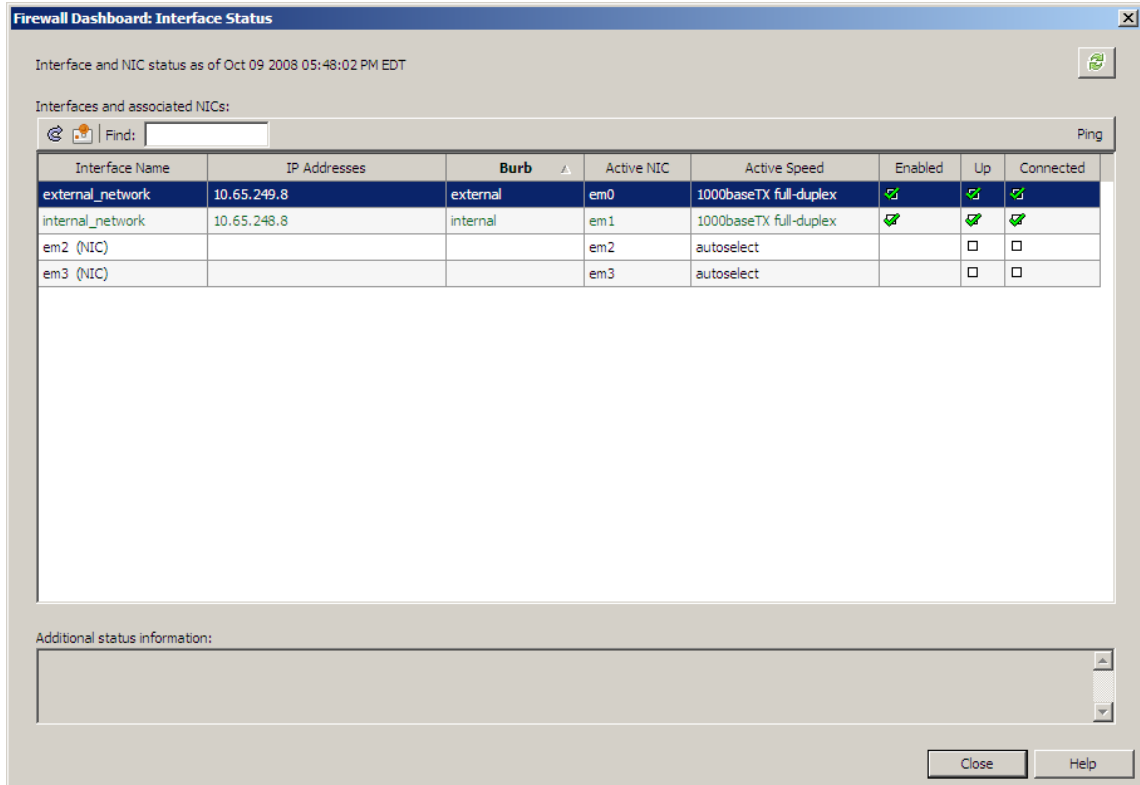 Firewall Dashboard: Interface Status
Interface and NIC status as of Oct 09 2008 05:48:02 PM EDT
Interfaces and associated NICs:
Find: Ping
Interface Name IP Addresses Burb Active NIC Active Speed Enabled Up Connected
external_network 10.65.249.8 external em0 1000baseTX full-duplex
internal_network 10.65.248.8 internal em1 1000baseTX full-duplex
em2 (NIC) em2 autoselect
em3 (NIC) em3 autoselect
Additional status information:
Close Help